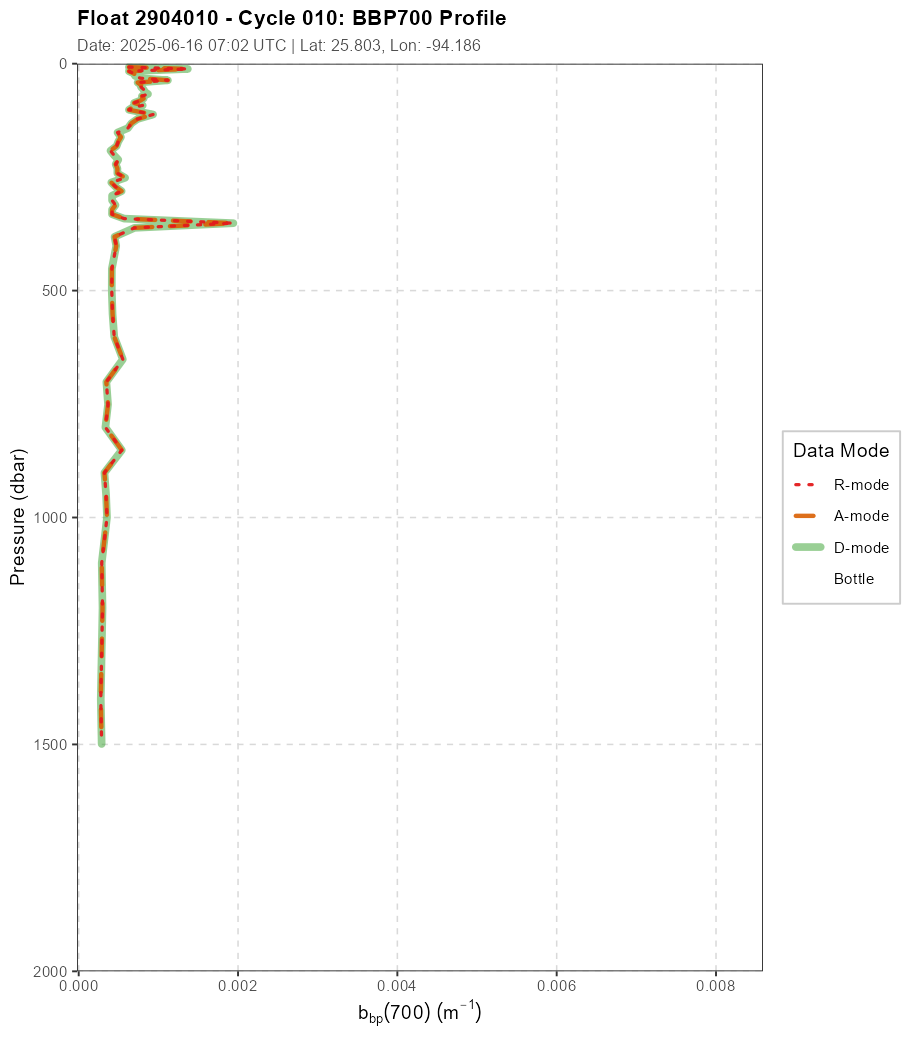 Float 2904010 - Cycle 010: BBP700 Profile
Date: 2025-06-16 07:02 UTC | Lat: 25.803, Lon: -94.186
0
500
1000
1500
2000
Pressure (dbar)
0.000 0.002 0.004 0.006 0.008
b_bp(700) (m⁻¹)
Data Mode
R-mode
A-mode
D-mode
Bottle